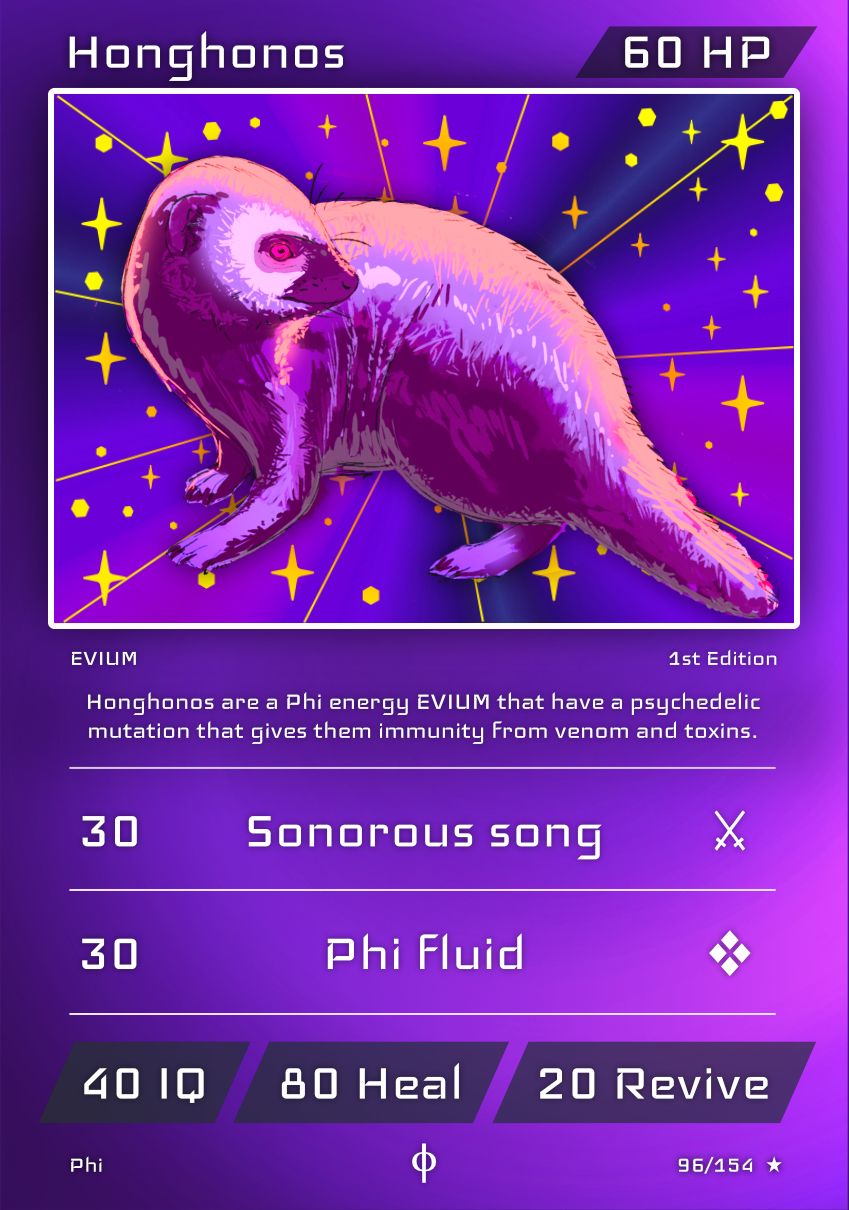 Honghonos
60 HP
EVIUM
1st Edition
Honghonos are a Phi energy EVIUM that have a psychedelic
mutation that gives them immunity from venom and toxins.
30 Sonorous song
30 Phi fluid
40 IQ
80 Heal
20 Revive
Phi
ф
96/154 ★